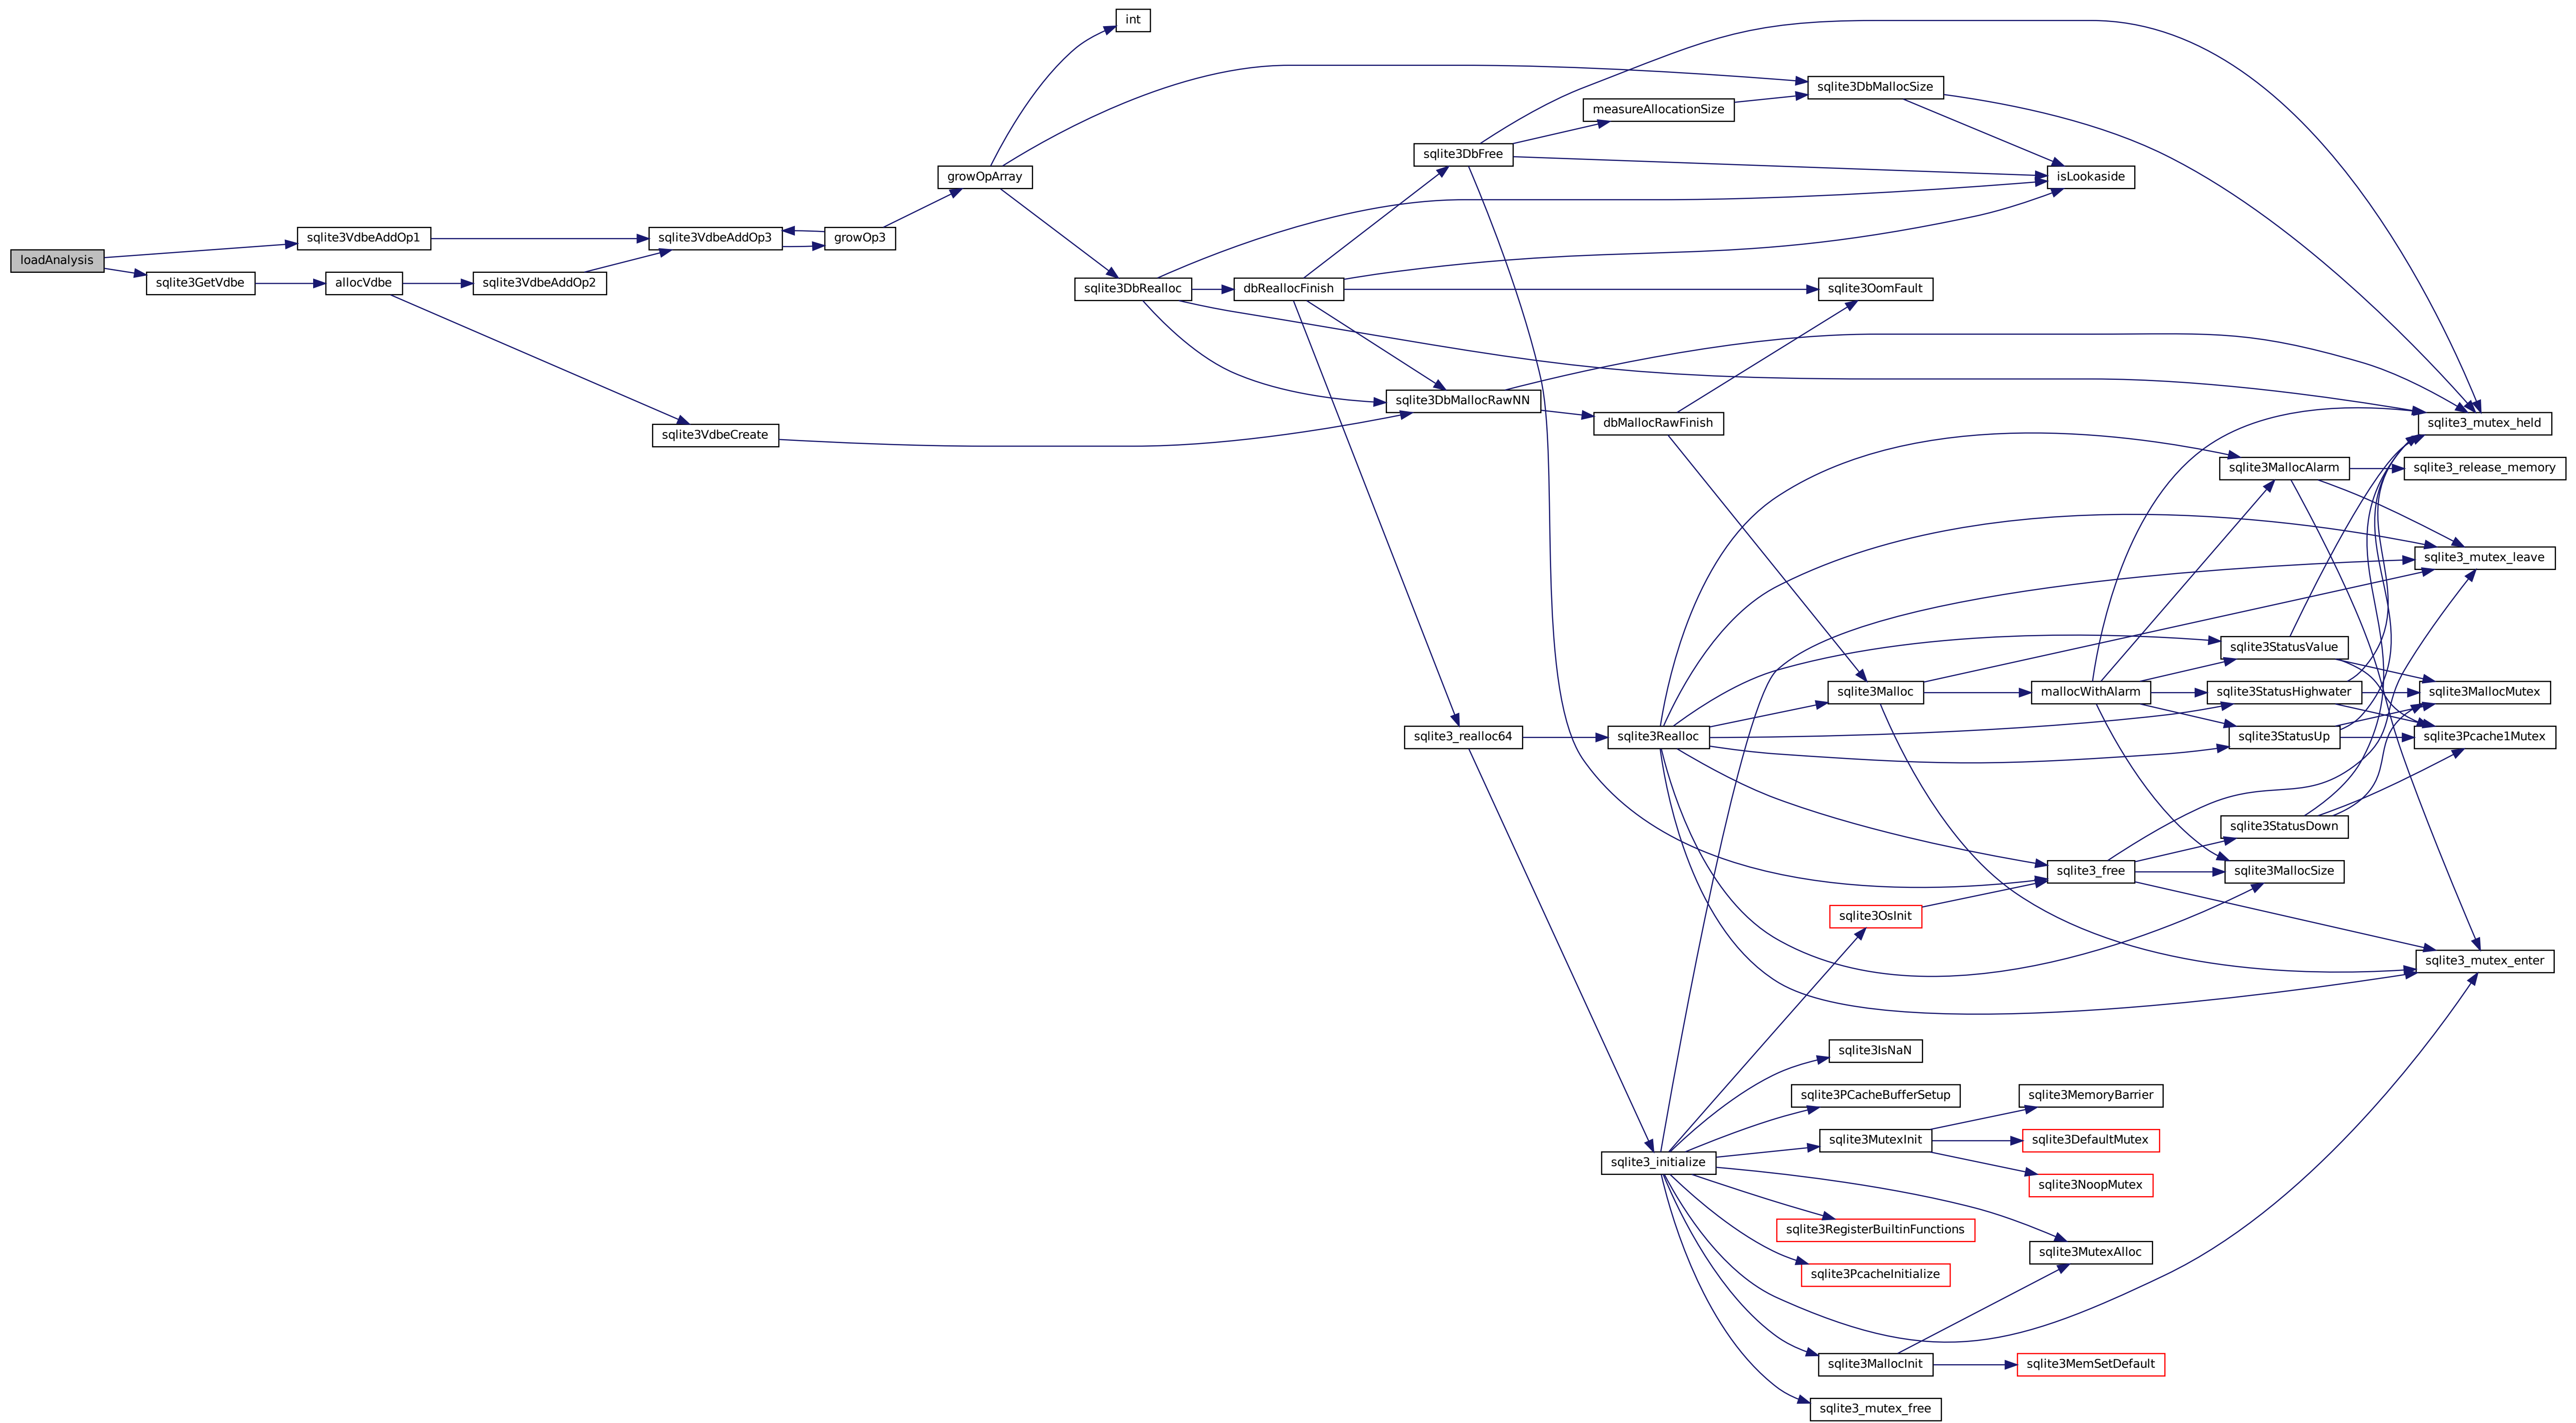 int
sqlite3DbMallocSize
measureAllocationSize
sqlite3DbFree
growOpArray
isLookaside
sqlite3VdbeAddOp1
sqlite3VdbeAddOp3
growOp3
loadAnalysis
sqlite3GetVdbe
allocVdbe
sqlite3VdbeAddOp2
sqlite3DbRealloc
dbReallocFinish
sqlite3OomFault
sqlite3DbMallocRawNN
dbMallocRawFinish
sqlite3_mutex_held
sqlite3VdbeCreate
sqlite3MallocAlarm
sqlite3_release_memory
sqlite3_mutex_leave
sqlite3StatusValue
sqlite3Malloc
mallocWithAlarm
sqlite3StatusHighwater
sqlite3MallocMutex
sqlite3_realloc64
sqlite3Realloc
sqlite3StatusUp
sqlite3Pcache1Mutex
sqlite3StatusDown
sqlite3_free
sqlite3MallocSize
sqlite3OsInit
sqlite3_mutex_enter
sqlite3IsNaN
sqlite3PCacheBufferSetup
sqlite3MemoryBarrier
sqlite3MutexInit
sqlite3DefaultMutex
sqlite3_initialize
sqlite3NoopMutex
sqlite3RegisterBuiltinFunctions
sqlite3MutexAlloc
sqlite3PcacheInitialize
sqlite3MallocInit
sqlite3MemSetDefault
sqlite3_mutex_free